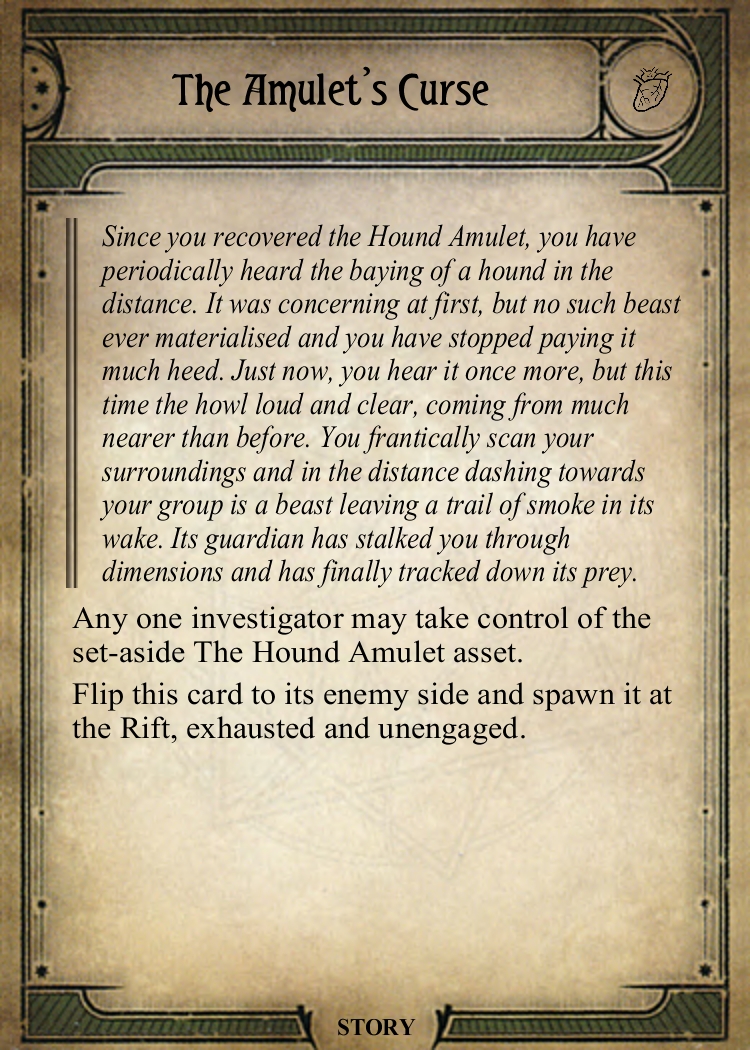 The Amulet's Curse
Since you recovered the Hound Amulet, you have
periodically heard the baying of a hound in the
distance. It was concerning at first, but no such beast
ever materialised and you have stopped paying it
much heed. Just now, you hear it once more, but this
time the howl loud and clear, coming from much
nearer than before. You frantically scan your
surroundings and in the distance dashing towards
your group is a beast leaving a trail of smoke in its
wake. Its guardian has stalked you through
dimensions and has finally tracked down its prey.
Any one investigator may take control of the
set-aside The Hound Amulet asset.
Flip this card to its enemy side and spawn it at
the Rift, exhausted and unengaged.
STORY